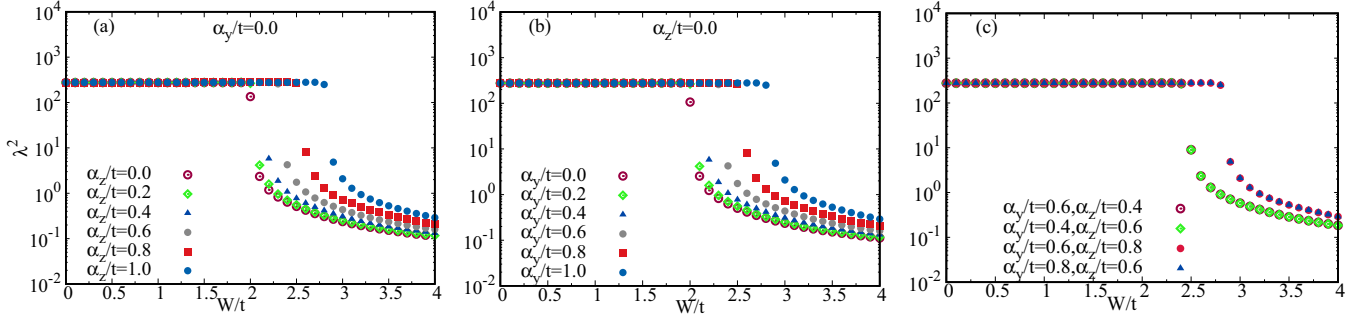 (a)
α_y/t=0.0
10^4
10^3
10^2
10^1
10^0
10^-1
10^-2
λ^2
α_z/t=0.0
α_z/t=0.2
α_z/t=0.4
α_z/t=0.6
α_z/t=0.8
α_z/t=1.0
0 0.5 1 1.5 2 2.5 3 3.5 4
W/t
(b)
α_z/t=0.0
10^4
10^3
10^2
10^1
10^0
10^-1
10^-2
α_y/t=0.0
α_y/t=0.2
α_y/t=0.4
α_y/t=0.6
α_y/t=0.8
α_y/t=1.0
0 0.5 1 1.5 2 2.5 3 3.5 4
W/t
(c)
10^4
10^3
10^2
10^1
10^0
10^-1
10^-2
α_y/t=0.6,α_z/t=0.4
α_y/t=0.4,α_z/t=0.6
α_y/t=0.6,α_z/t=0.8
α_y/t=0.8,α_z/t=0.6
0 0.5 1 1.5 2 2.5 3 3.5 4
W/t